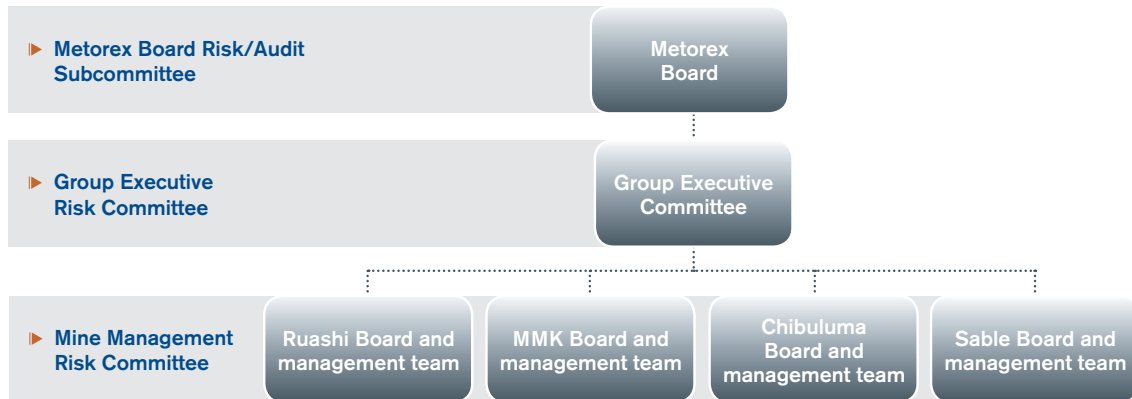 Metorex Board Risk/Audit
Subcommittee
Metorex
Board
Group Executive
Risk Committee
Group Executive
Committee
Mine Management
Risk Committee
Ruashi Board and
management team
MMK Board and
management team
Chibuluma
Board and
management team
Sable Board and
management team